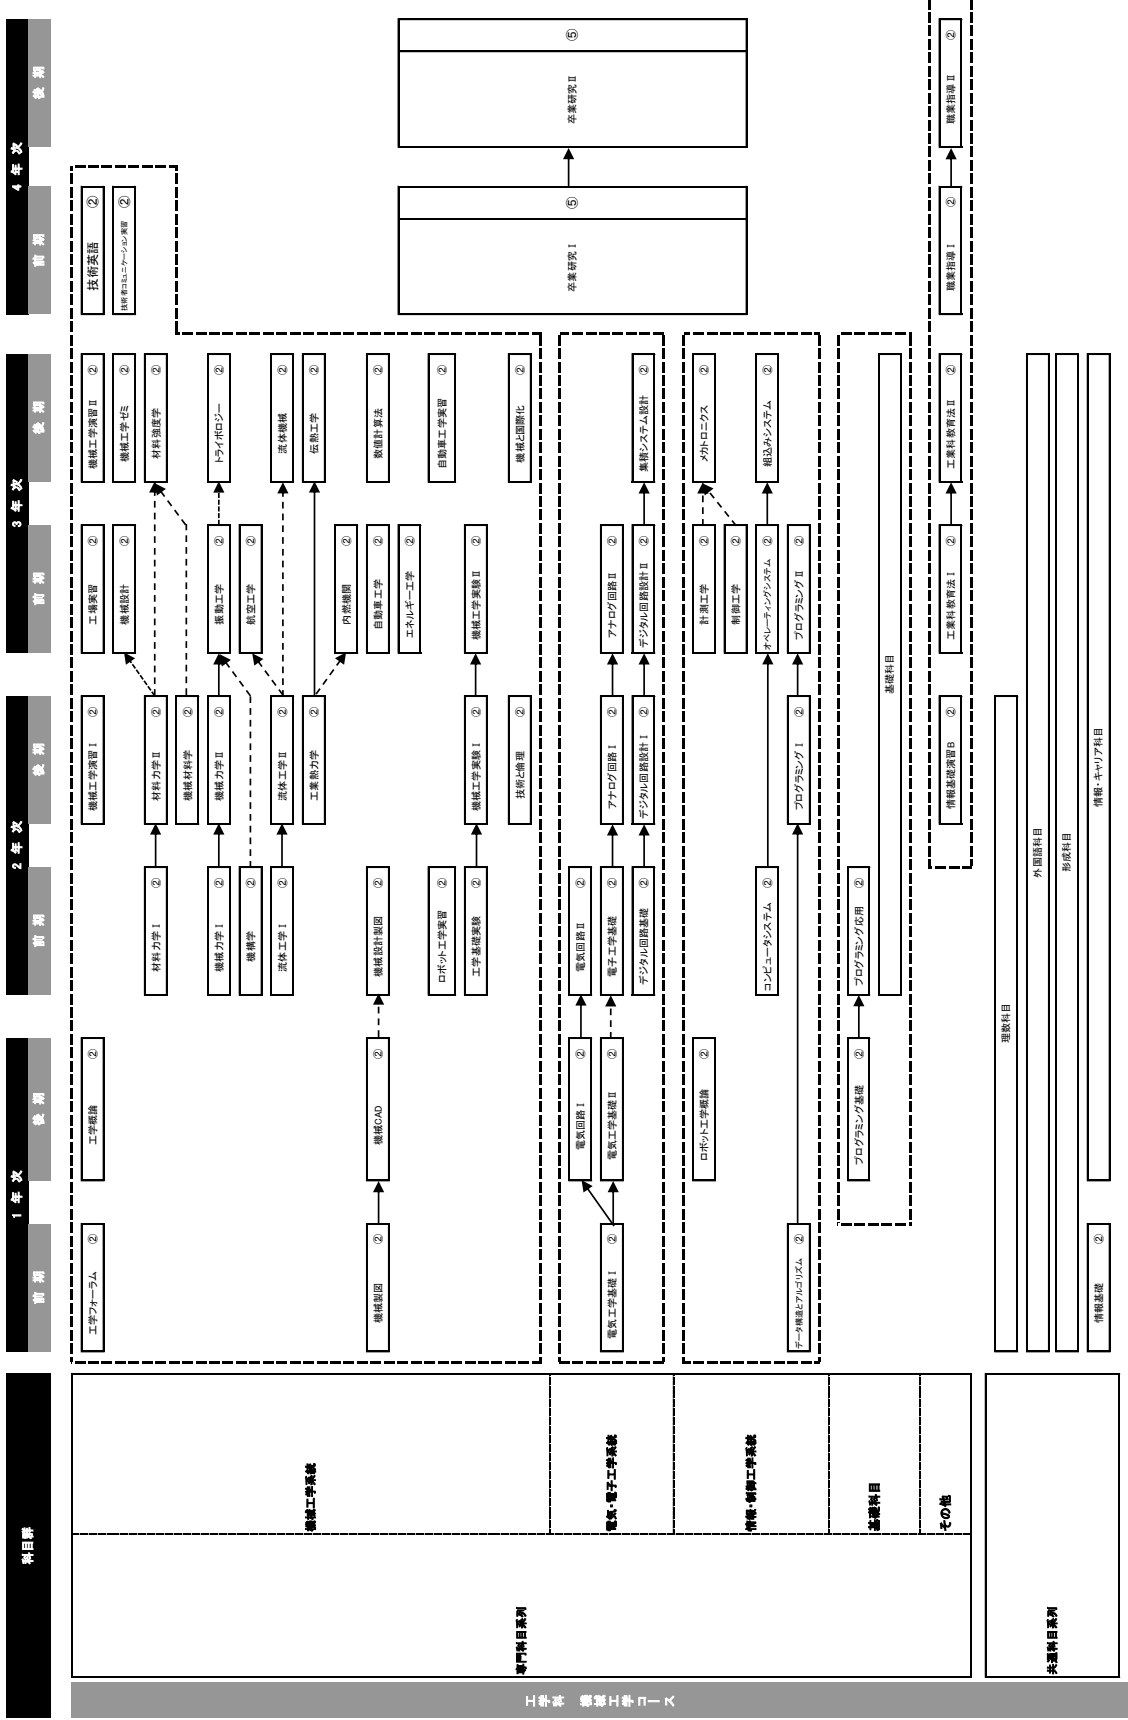 工学科　機械工学コース
科目群
1 年 次
2 年 次
3 年 次
4 年 次
前 期
後 期
前 期
後 期
前 期
後 期
前 期
後 期
専門科目系列
機械工学系統
工学フォーラム ②
工学概論 ②
機械工学演習Ⅰ ②
工場実習 ②
機械工学演習Ⅱ ②
技術英語 ②
機械設計 ②
機械工学ゼミ ②
技術者コミュニケーション実習 ②
材料力学Ⅰ ②
材料力学Ⅱ ②
材料強度学 ②
機械材料学 ②
機械力学Ⅰ ②
機械力学Ⅱ ②
振動工学 ②
トライボロジー ②
機構学 ②
航空工学 ②
流体工学Ⅰ ②
流体工学Ⅱ ②
流体機械 ②
工業熱力学 ②
伝熱工学 ②
内燃機関 ②
機械製図 ②
機械CAD ②
機械設計製図 ②
自動車工学 ②
数値計算法 ②
エネルギー工学 ②
ロボット工学実習 ②
自動車工学実習 ②
工学基礎実験 ②
機械工学実験Ⅰ ②
機械工学実験Ⅱ ②
技術と倫理 ②
機械と国際化 ②
卒業研究Ⅰ ⑤
卒業研究Ⅱ ⑤
電気・電子工学系統
電気回路Ⅰ ②
電気回路Ⅱ ②
電気工学基礎Ⅰ ②
電気工学基礎Ⅱ ②
電子工学基礎 ②
アナログ回路Ⅰ ②
アナログ回路Ⅱ ②
デジタル回路基礎 ②
デジタル回路設計Ⅰ ②
デジタル回路設計Ⅱ ②
集積システム設計 ②
情報・制御工学系統
ロボット工学概論 ②
計測工学 ②
メカトロニクス ②
制御工学 ②
コンピュータシステム ②
オペレーティングシステム ②
組込みシステム ②
データ構造とアルゴリズム ②
プログラミングⅠ ②
プログラミングⅡ ②
基礎科目
プログラミング基礎 ②
プログラミング応用 ②
基礎科目
その他
情報基礎演習B ②
工業科教育法Ⅰ ②
工業科教育法Ⅱ ②
職業指導Ⅰ ②
職業指導Ⅱ ②
共通科目系列
理数科目
外国語科目
形成科目
情報基礎 ②
情報・キャリア科目